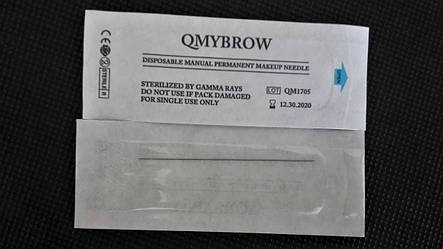 QMYBROW
DISPOSABLE MANUAL PERMANENT MAKEUP NEEDLE
STERILIZED BY GAMMA RAYS
DO NOT USE IF PACK DAMAGED
FOR SINGLE USE ONLY
LOT QM1705
12.30.2020
OPEN
CE
STERILE R